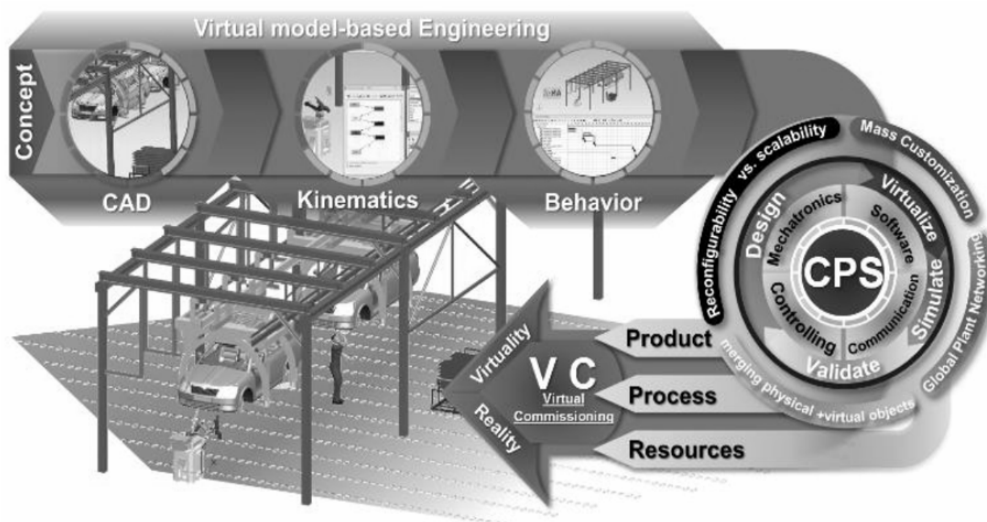 Virtual model-based Engineering
Concept
CAD
Kinematics
Behavior
Reconfigurability vs. scalability
Mass Customization
Global Plant Networking
merging physical +virtual objects
Design
Virtualize
Simulate
Validate
Mechatronics
Software
Communication
Controlling
CPS
Product
Process
Resources
Virtuality
Reality
V C
Virtual
Commissioning